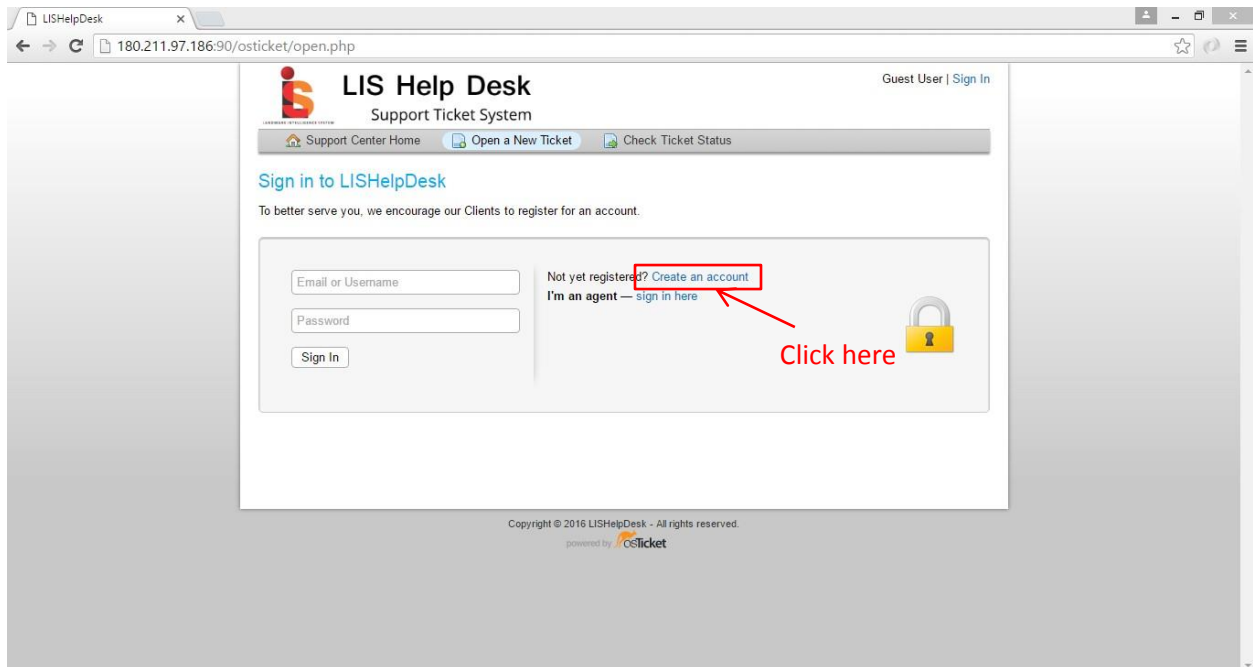 LISHelpDesk
180.211.97.186:90/osticket/open.php
LIS Help Desk
Support Ticket System
Guest User | Sign In
Support Center Home
Open a New Ticket
Check Ticket Status
Sign in to LISHelpDesk
To better serve you, we encourage our Clients to register for an account.
Email or Username
Password
Sign In
Not yet registered? Create an account
I'm an agent — sign in here
Click here
Copyright © 2016 LISHelpDesk - All rights reserved.
powered by osTicket